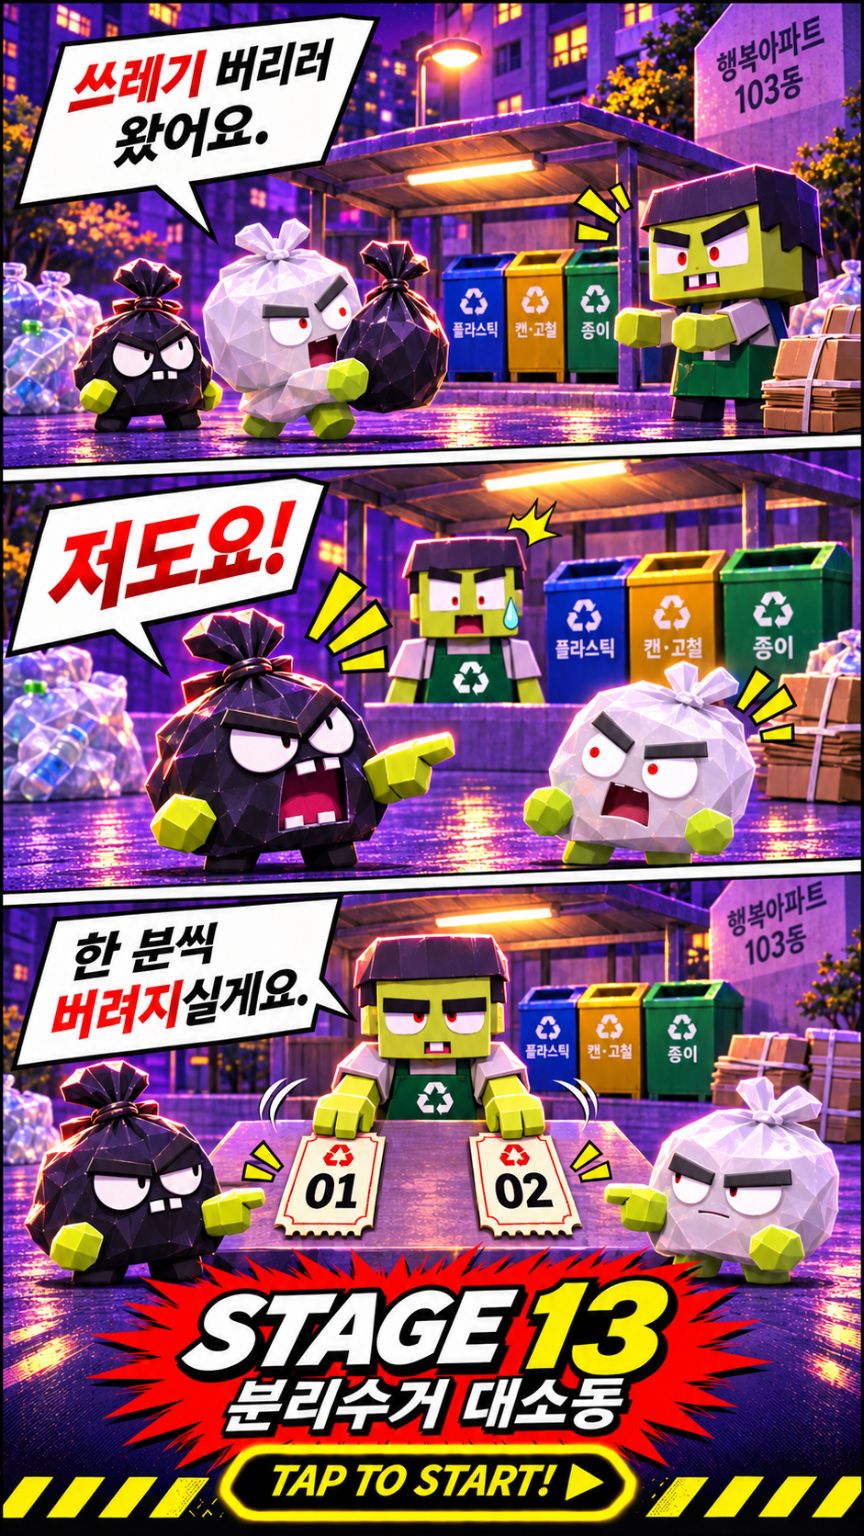 쓰레기 버리러
왔어요.
행복아파트
103동
플라스틱
캔·고철
종이
저도요!
플라스틱
캔·고철
종이
한 분씩
버려지실게요.
행복아파트
103동
플라스틱
캔·고철
종이
01
02
STAGE 13
분리수거 대소동
TAP TO START!